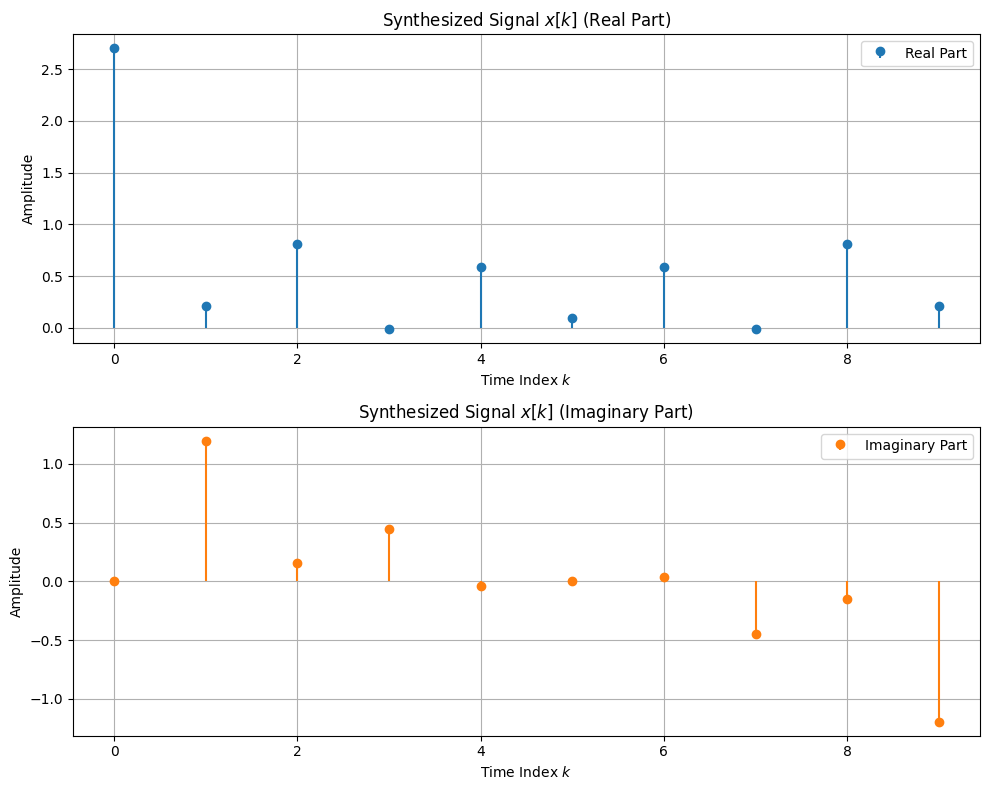 Synthesized Signal x[k] (Real Part)
Real Part
2.5
2.0
1.5
1.0
0.5
0.0
Amplitude
0 2 4 6 8
Time Index k
Synthesized Signal x[k] (Imaginary Part)
Imaginary Part
1.0
0.5
0.0
−0.5
−1.0
Amplitude
0 2 4 6 8
Time Index k